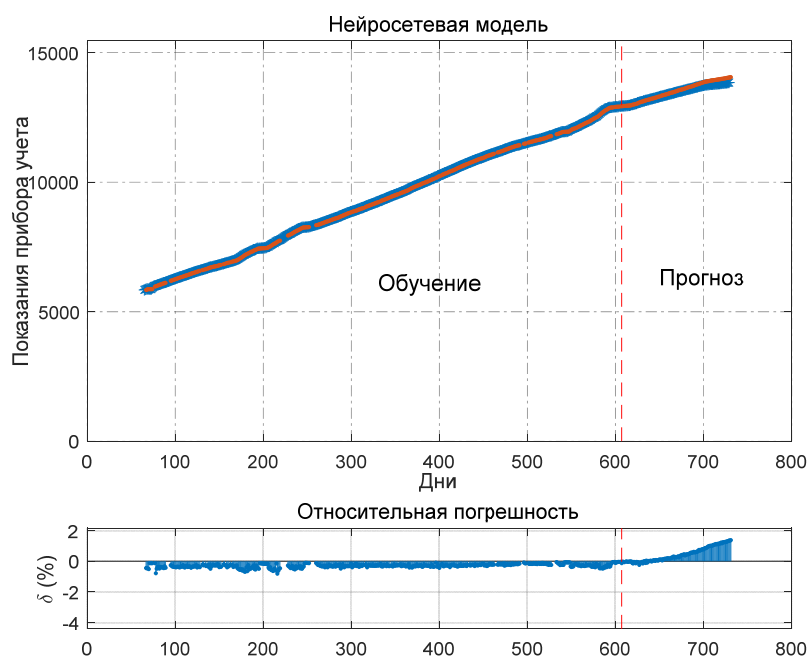 Нейросетевая модель
15000
10000
5000
0
Показания прибора учета
Обучение
Прогноз
0 100 200 300 400 500 600 700 800
Дни
Относительная погрешность
2
0
-2
-4
δ (%)
0 100 200 300 400 500 600 700 800